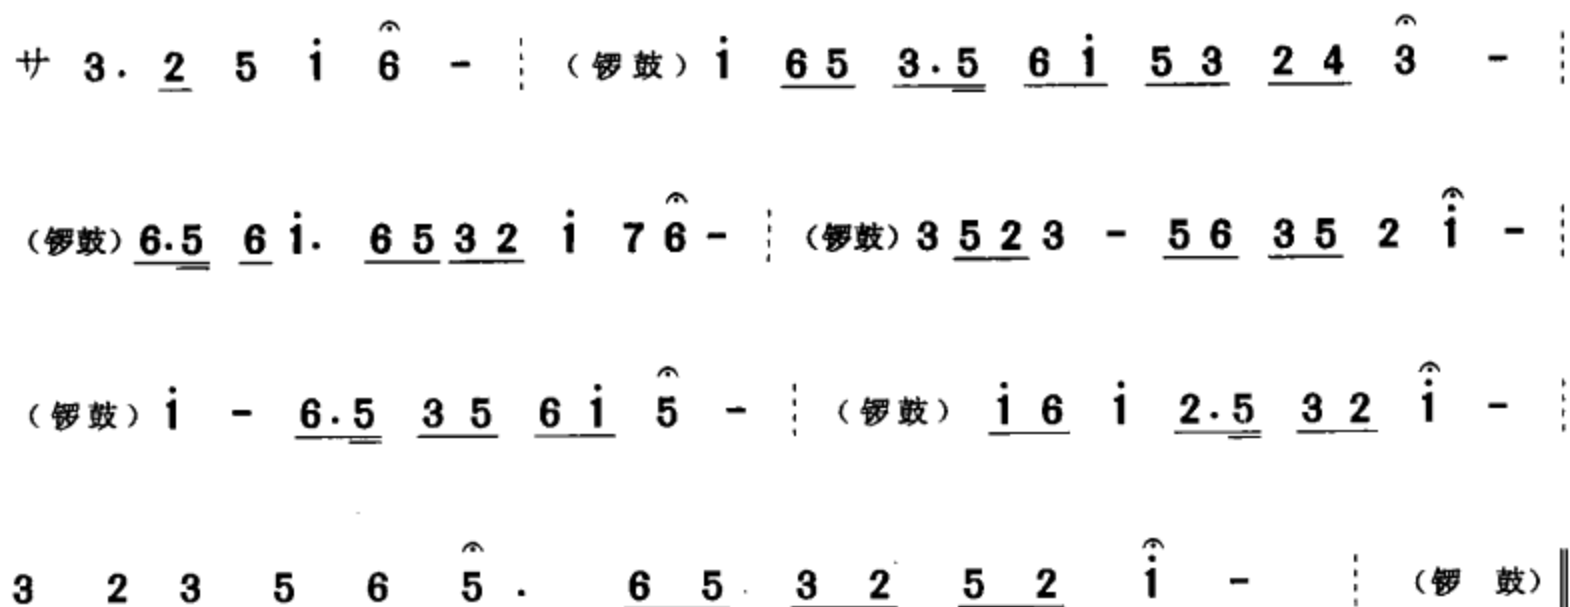 サ 3. 2 5 i 6 - ┊ (锣鼓) i 6 5 3.5 6 i 5 3 2 4 3 - ┊
(锣鼓) 6.5 6 i. 6 5 3 2 i 7 6 - ┊ (锣鼓) 3 5 2 3 - 5 6 3 5 2 i - ┊
(锣鼓) i - 6.5 3 5 6 i 5 - ┊ (锣鼓) i 6 i 2.5 3 2 i - ┊
3 2 3 5 6 5. 6 5 3 2 5 2 i - ┊ (锣鼓) ‖